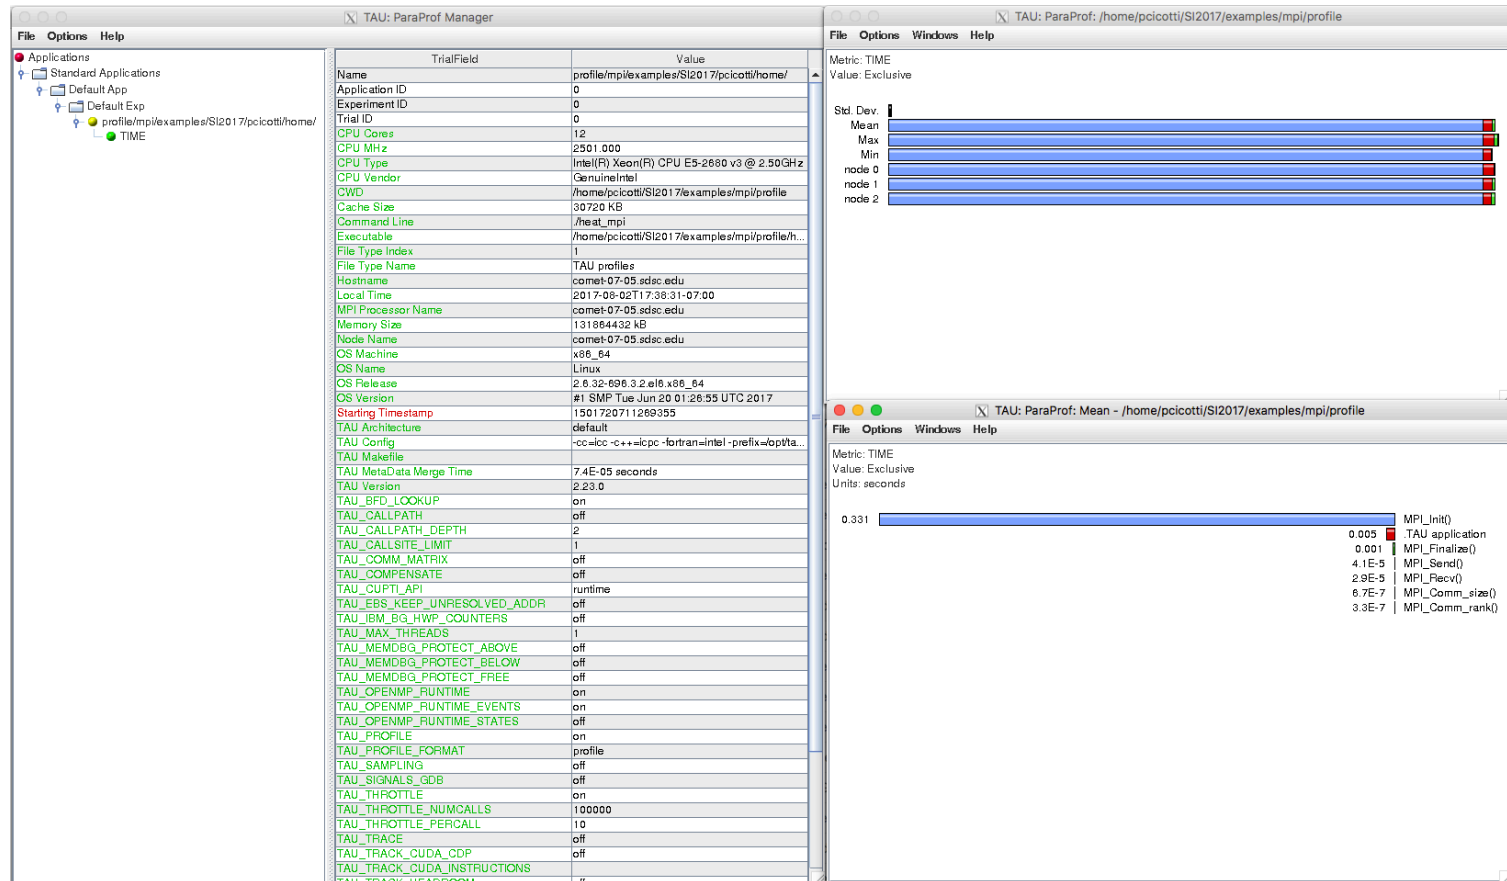 TAU: ParaProf Manager
File Options Help
Applications
Standard Applications
Default App
Default Exp
profile/mpi/examples/SI2017/pcicotti/home/
TIME
TrialField Value
Name profile/mpi/examples/SI2017/pcicotti/home/
Application ID 0
Experiment ID 0
Trial ID 0
CPU Cores 12
CPU MHz 2501.000
CPU Type Intel(R) Xeon(R) CPU E5-2680 v3 @ 2.50GHz
CPU Vendor GenuineIntel
CWD /home/pcicotti/SI2017/examples/mpi/profile
Cache Size 30720 KB
Command Line ./heat_mpi
Executable /home/pcicotti/SI2017/examples/mpi/profile/h...
File Type Index 1
File Type Name TAU profiles
Hostname comet-07-05.sdsc.edu
Local Time 2017-08-02T17:38:31-07:00
MPI Processor Name comet-07-05.sdsc.edu
Memory Size 131864432 kB
Node Name comet-07-05.sdsc.edu
OS Machine x86_64
OS Name Linux
OS Release 2.6.32-696.3.2.el6.x86_64
OS Version #1 SMP Tue Jun 20 01:26:55 UTC 2017
Starting Timestamp 1501720711269355
TAU Architecture default
TAU Config -cc=icc -c++=icpc -fortran=intel -prefix=/opt/ta...
TAU Makefile
TAU MetaData Merge Time 7.4E-05 seconds
TAU Version 2.23.0
TAU_BFD_LOOKUP on
TAU_CALLPATH off
TAU_CALLPATH_DEPTH 2
TAU_CALLSITE_LIMIT 1
TAU_COMM_MATRIX off
TAU_COMPENSATE off
TAU_CUPTI_API runtime
TAU_EBS_KEEP_UNRESOLVED_ADDR off
TAU_IBM_BG_HWP_COUNTERS off
TAU_MAX_THREADS 1
TAU_MEMDBG_PROTECT_ABOVE off
TAU_MEMDBG_PROTECT_BELOW off
TAU_MEMDBG_PROTECT_FREE off
TAU_OPENMP_RUNTIME on
TAU_OPENMP_RUNTIME_EVENTS on
TAU_OPENMP_RUNTIME_STATES off
TAU_PROFILE on
TAU_PROFILE_FORMAT profile
TAU_SAMPLING off
TAU_SIGNALS_GDB off
TAU_THROTTLE on
TAU_THROTTLE_NUMCALLS 100000
TAU_THROTTLE_PERCALL 10
TAU_TRACE off
TAU_TRACK_CUDA_CDP off
TAU_TRACK_CUDA_INSTRUCTIONS
TAU: ParaProf: /home/pcicotti/SI2017/examples/mpi/profile
File Options Windows Help
Metric: TIME
Value: Exclusive
Std. Dev.
Mean
Max
Min
node 0
node 1
node 2
TAU: ParaProf: Mean - /home/pcicotti/SI2017/examples/mpi/profile
File Options Windows Help
Metric: TIME
Value: Exclusive
Units: seconds
0.331 MPI_Init()
0.005 .TAU application
0.001 MPI_Finalize()
4.1E-5 MPI_Send()
2.9E-5 MPI_Recv()
6.7E-7 MPI_Comm_size()
3.3E-7 MPI_Comm_rank()